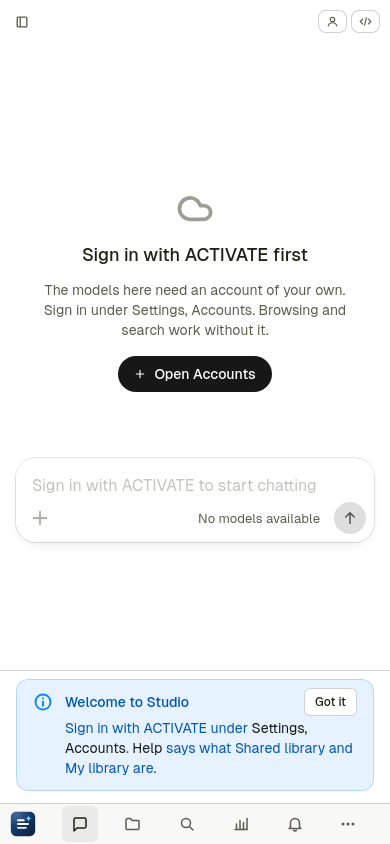 Sign in with ACTIVATE first
The models here need an account of your own.
Sign in under Settings, Accounts. Browsing and
search work without it.
Open Accounts
Sign in with ACTIVATE to start chatting
No models available
Welcome to Studio
Got it
Sign in with ACTIVATE under Settings,
Accounts. Help says what Shared library and
My library are.